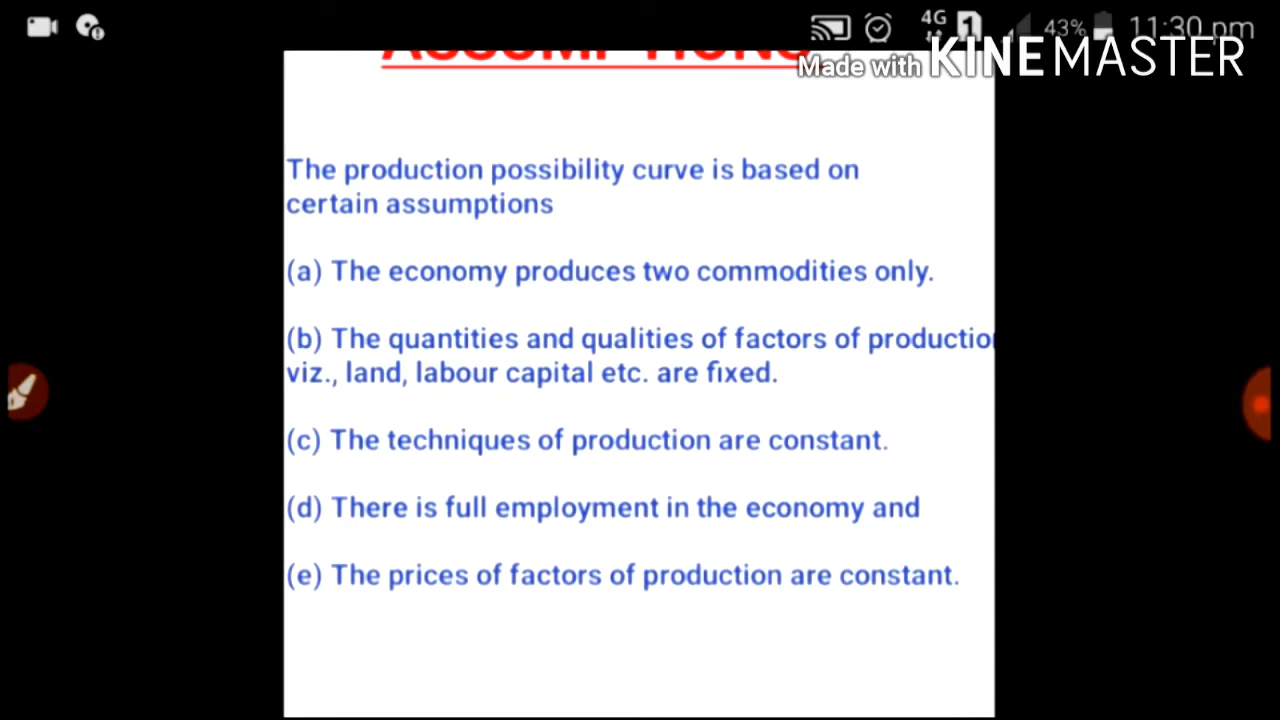 4G 1 43% 11:30 pm
Made with KINEMASTER
ASSUMPTIONS
The production possibility curve is based on
certain assumptions
(a) The economy produces two commodities only.
(b) The quantities and qualities of factors of productio
viz., land, labour capital etc. are fixed.
(c) The techniques of production are constant.
(d) There is full employment in the economy and
(e) The prices of factors of production are constant.